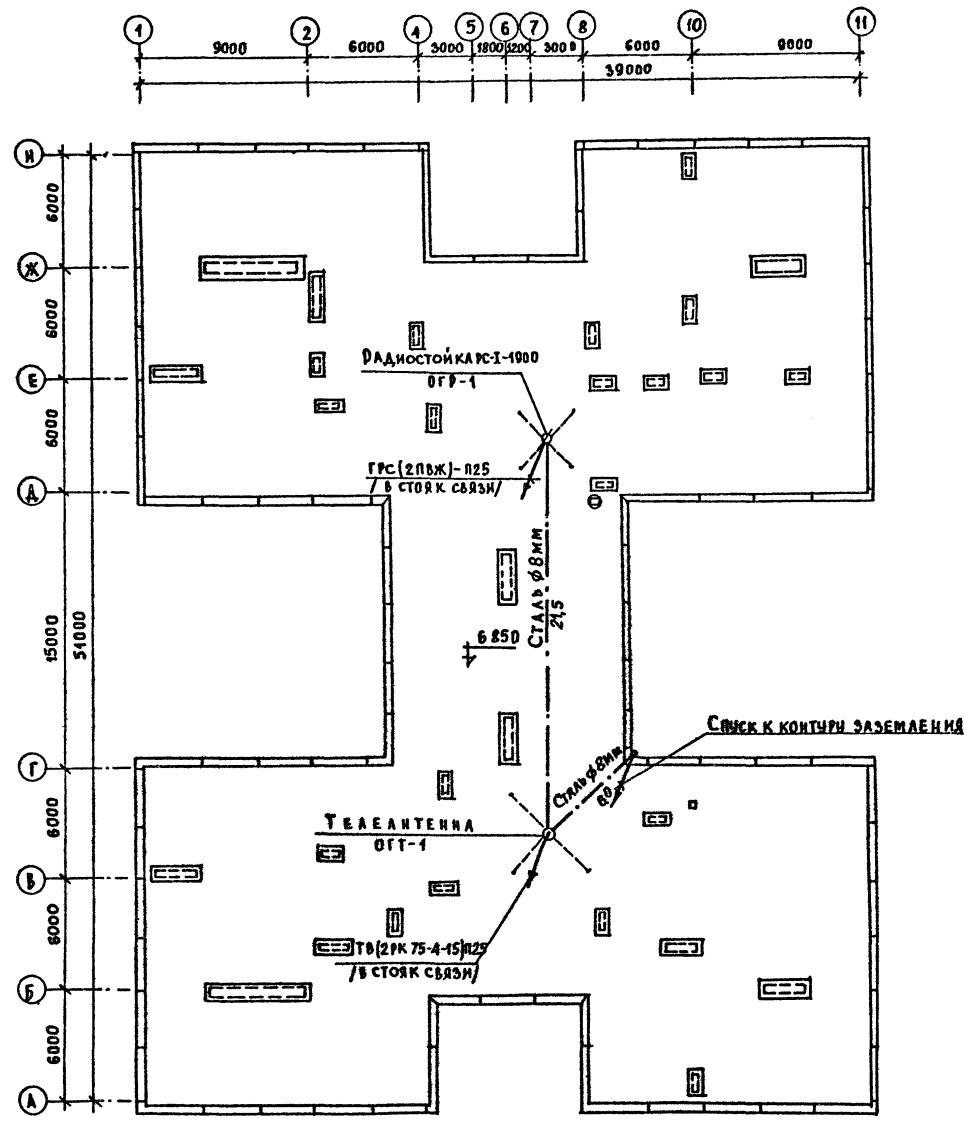 1 2 4 5 6 7 8 10 11
9000 6000 3000 1800 1200 3000 6000 9000
39000
И
6000
Ж
6000
Радиостойка РС-I-1900
ОГР-1
Е
6000
ГРС(2ПВЖ)-П25
/В СТОЯК СВЯЗИ/
Д
Сталь ø8мм
21,5
15000
54000
6 850
Спуск к контуру заземления
Г
Сталь ø8мм
6.0
6000
Телеантенна
ОГТ-1
В
6000
ТВ(2РК 75-4-15)П25
/В СТОЯК СВЯЗИ/
Б
6000
А